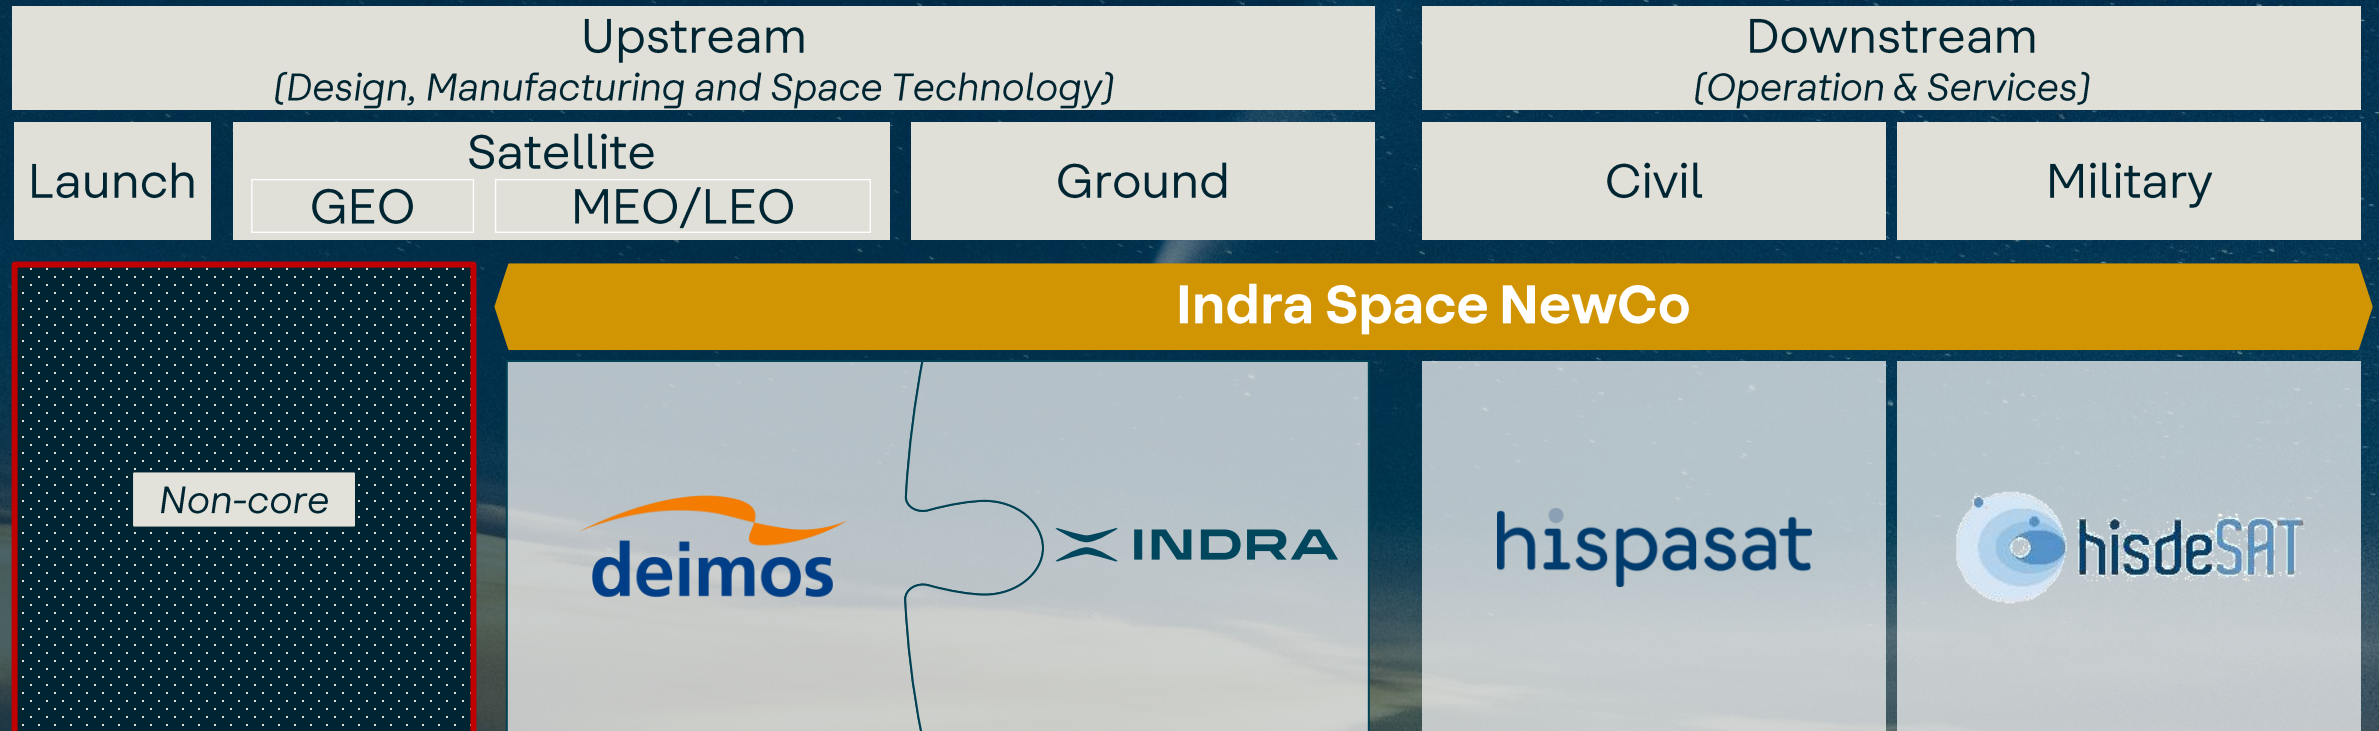 Upstream
(Design, Manufacturing and Space Technology)
Downstream
(Operation & Services)
Launch
Satellite
GEO
MEO/LEO
Ground
Civil
Military
Indra Space NewCo
Non-core
deimos
INDRA
hispasat
hisdeSAT